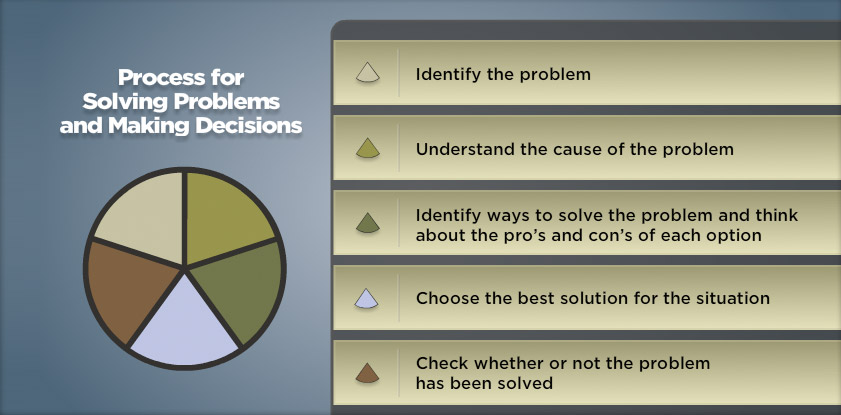 Process for
Solving Problems
and Making Decisions
Identify the problem
Understand the cause of the problem
Identify ways to solve the problem and think
about the pro's and con's of each option
Choose the best solution for the situation
Check whether or not the problem
has been solved